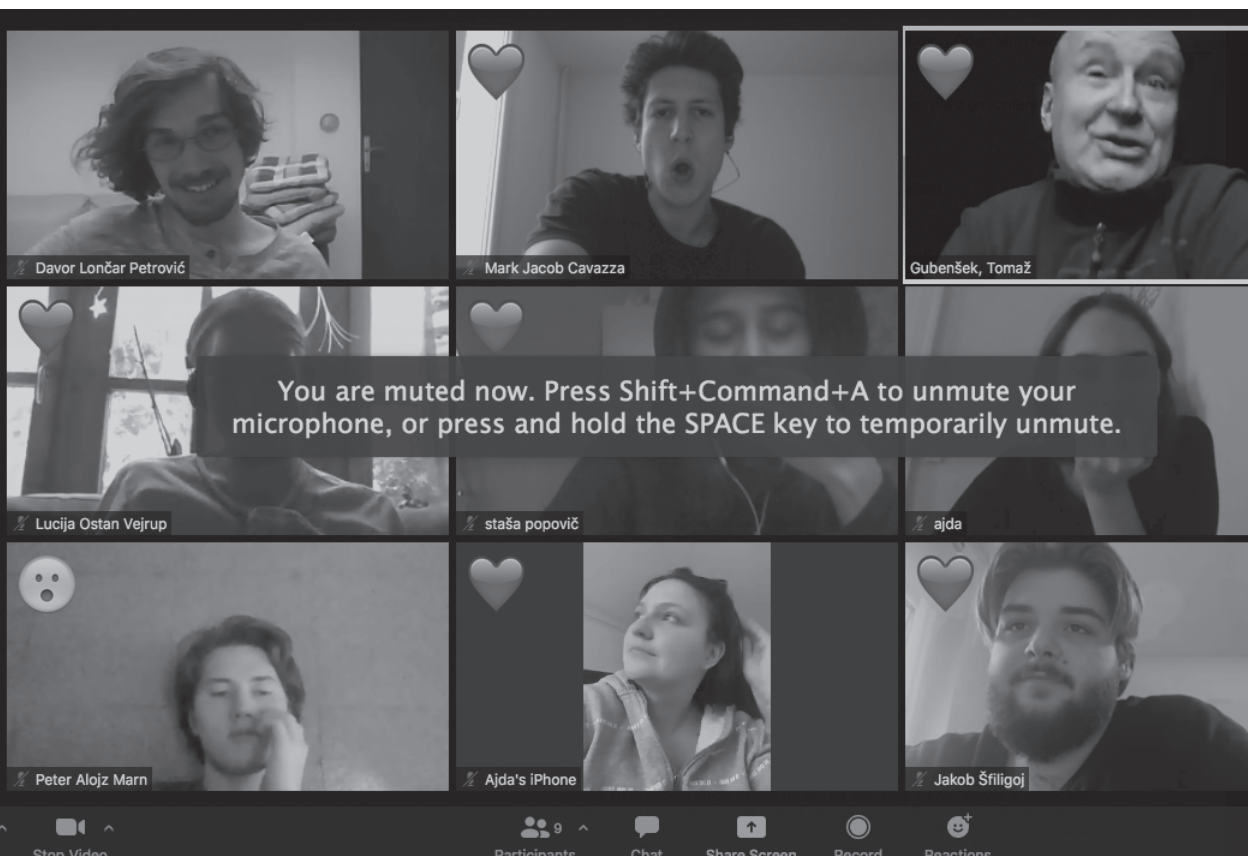 Davor Lončar Petrović
Mark Jacob Cavazza
Gubenšek, Tomaž
You are muted now. Press Shift+Command+A to unmute your
microphone, or press and hold the SPACE key to temporarily unmute.
Lucija Ostan Vejrup
staša popovič
ajda
Peter Alojz Marn
Ajda's iPhone
Jakob Šfiligoj
9
Stop Video
Participants
Chat
Share Screen
Record
Reactions